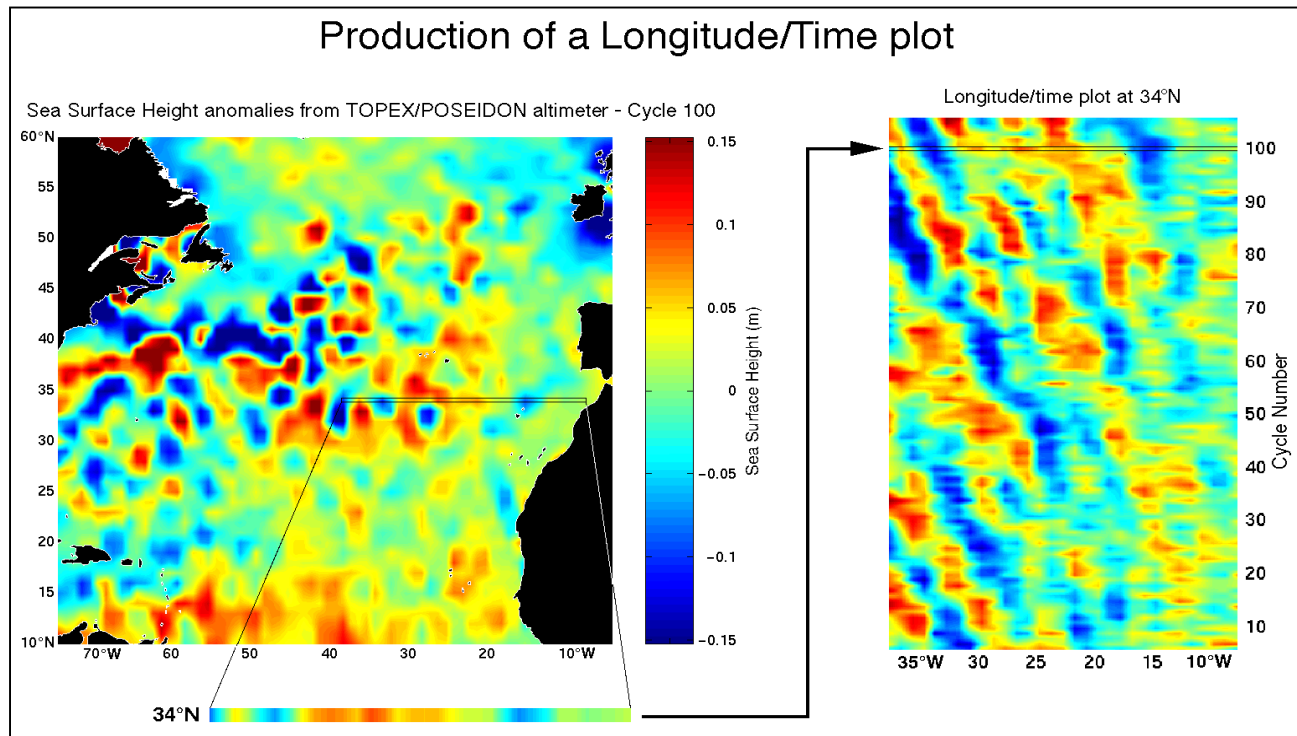 Production of a Longitude/Time plot
Sea Surface Height anomalies from TOPEX/POSEIDON altimeter - Cycle 100
60°N
55
50
45
40
35
30
25
20
15
10°N
70°W 60 50 40 30 20 10°W
0.15
0.1
0.05
0
−0.05
−0.1
−0.15
Sea Surface Height (m)
34°N
Longitude/time plot at 34°N
100
90
80
70
60
50
40
30
20
10
Cycle Number
35°W 30 25 20 15 10°W